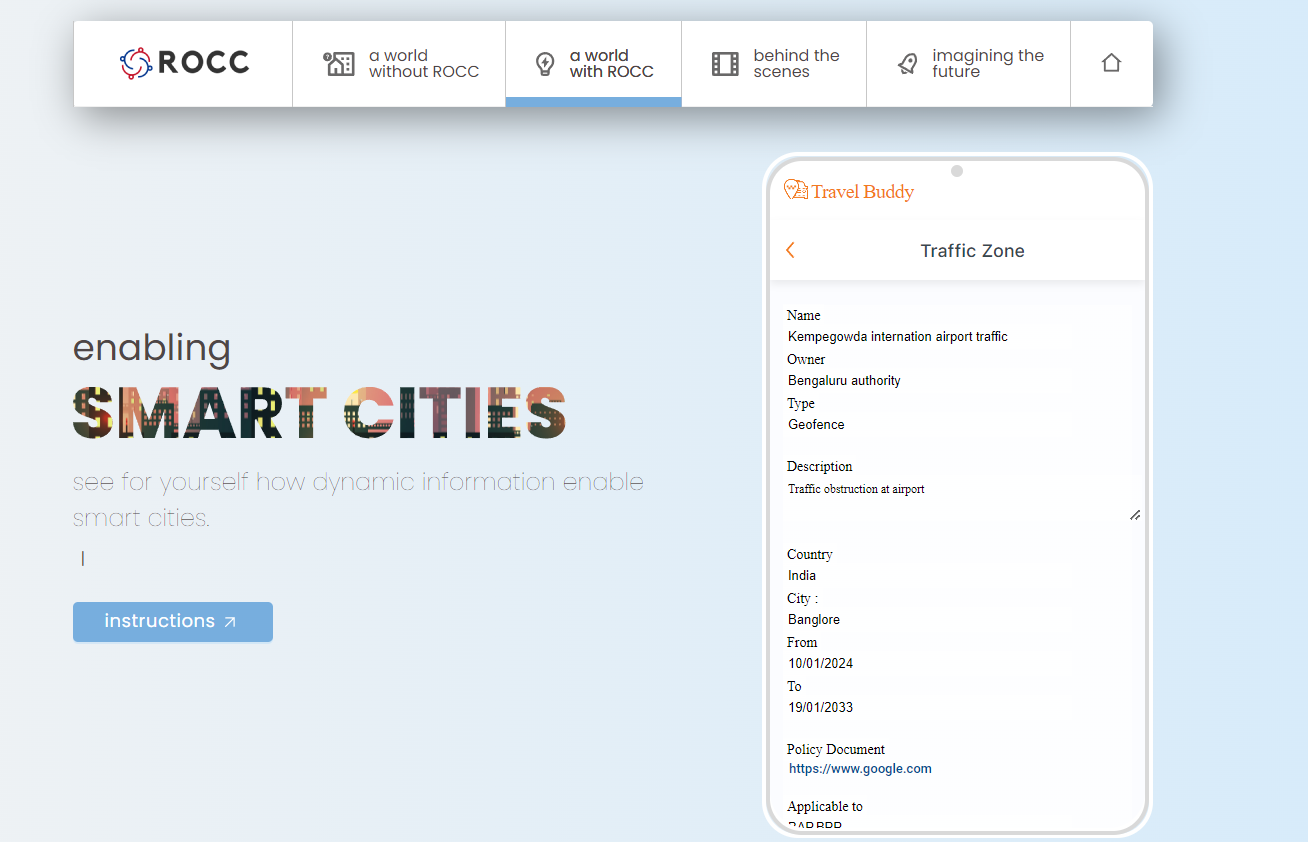 ROCC
a world
without ROCC
a world
with ROCC
behind the
scenes
imagining the
future
enabling
SMART CITIES
see for yourself how dynamic information enable
smart cities.
instructions
Travel Buddy
Traffic Zone
Name
Kempegowda internation airport traffic
Owner
Bengaluru authority
Type
Geofence
Description
Traffic obstruction at airport
Country
India
City :
Banglore
From
10/01/2024
To
19/01/2033
Policy Document
https://www.google.com
Applicable to